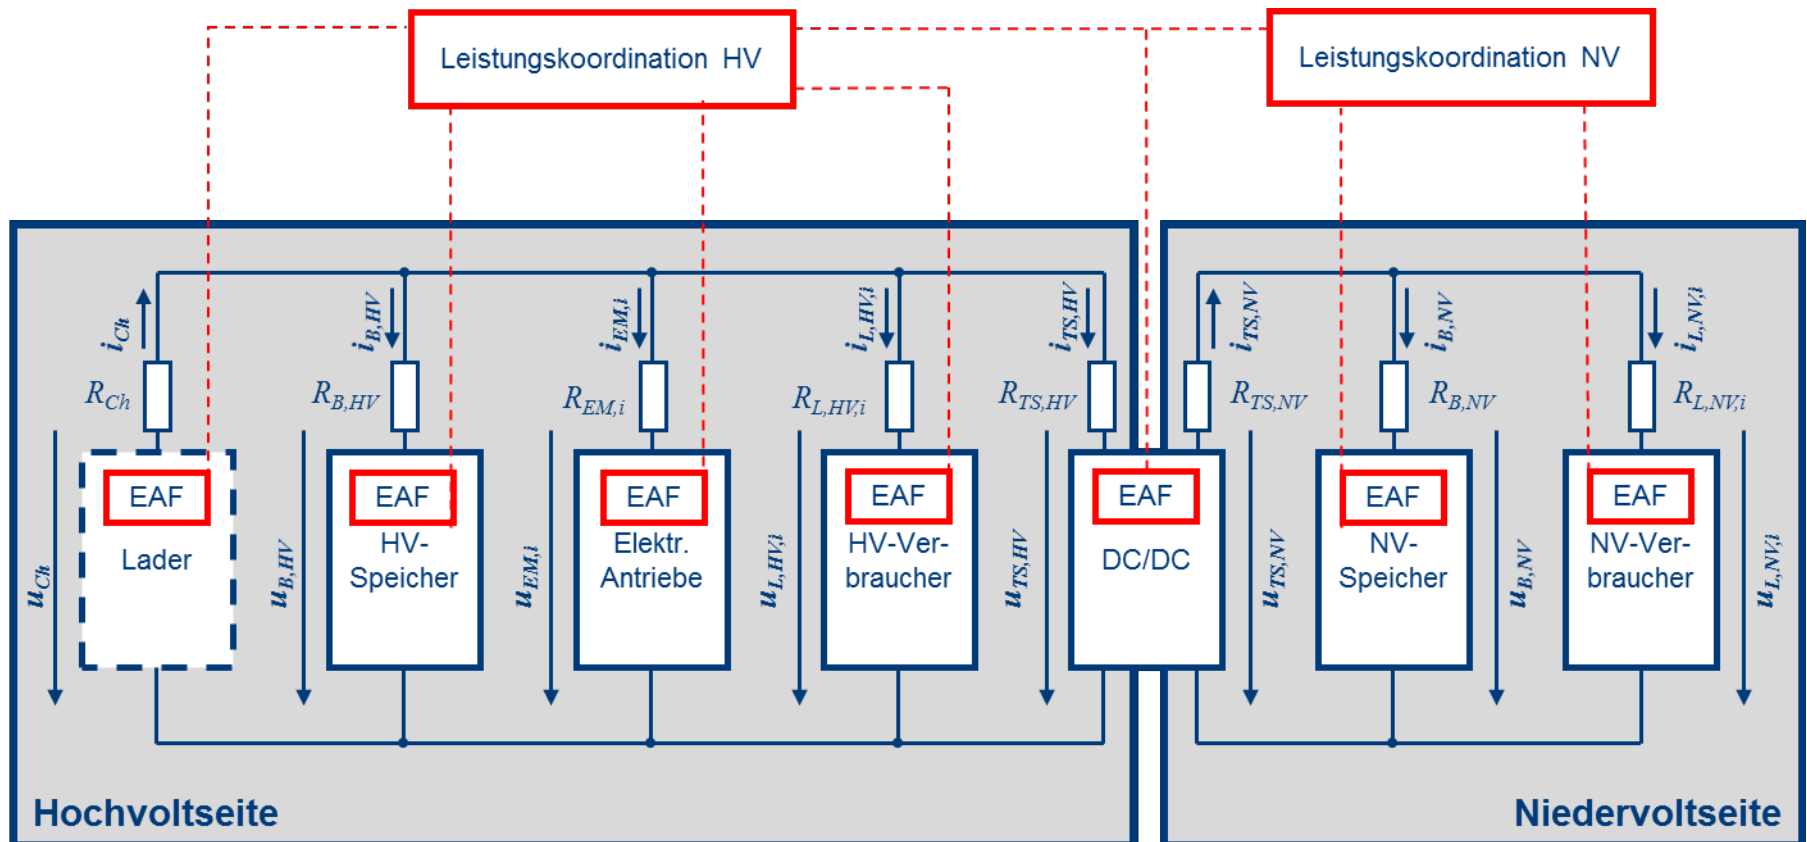 Leistungskoordination HV
Leistungskoordination NV
i_Ch
i_B,HV
i_EM,i
i_L,HV,i
i_TS,HV
i_TS,NV
i_B,NV
i_L,NV,i
R_Ch
R_B,HV
R_EM,i
R_L,HV,i
R_TS,HV
R_TS,NV
R_B,NV
R_L,NV,i
EAF
EAF
EAF
EAF
EAF
EAF
EAF
Lader
HV-
Speicher
Elektr.
Antriebe
HV-Ver-
braucher
DC/DC
NV-
Speicher
NV-Ver-
braucher
u_Ch
u_B,HV
u_EM,i
u_L,HV,i
u_TS,HV
u_TS,NV
u_B,NV
u_L,NV,i
Hochvoltseite
Niedervoltseite